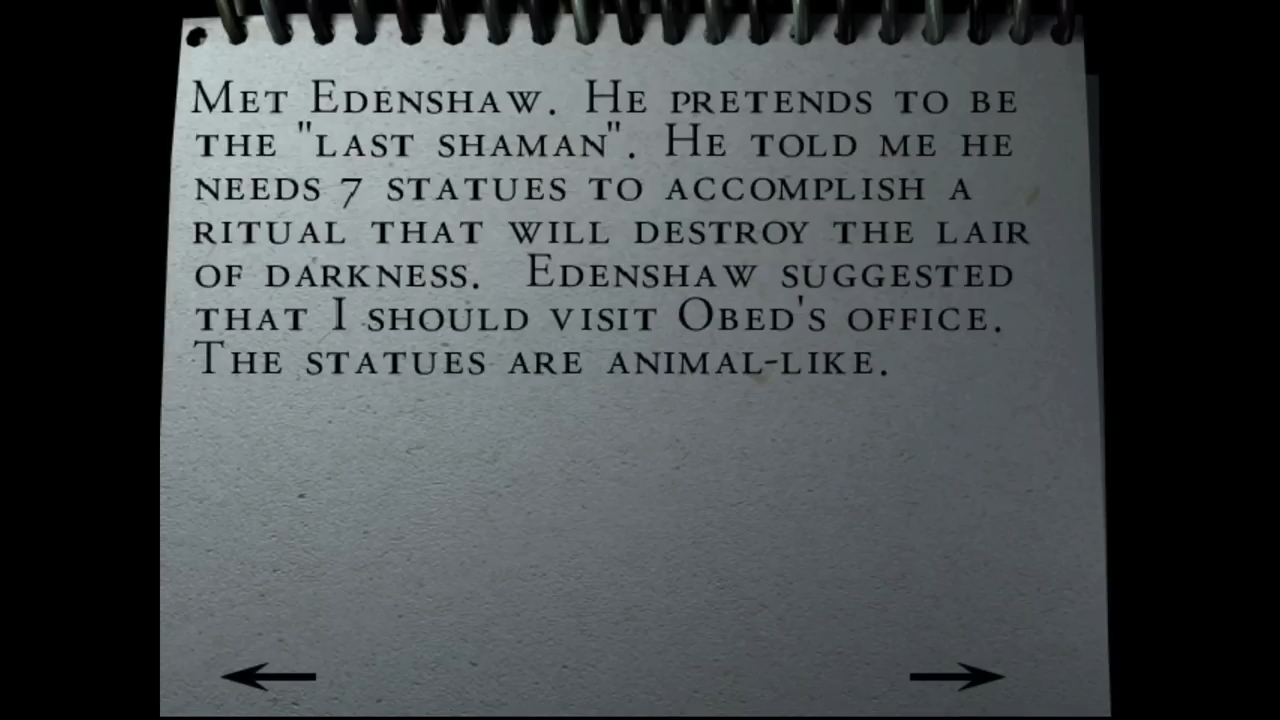 Met Edenshaw. He pretends to be
the "last shaman". He told me he
needs 7 statues to accomplish a
ritual that will destroy the lair
of darkness. Edenshaw suggested
that I should visit Obed's office.
The statues are animal-like.